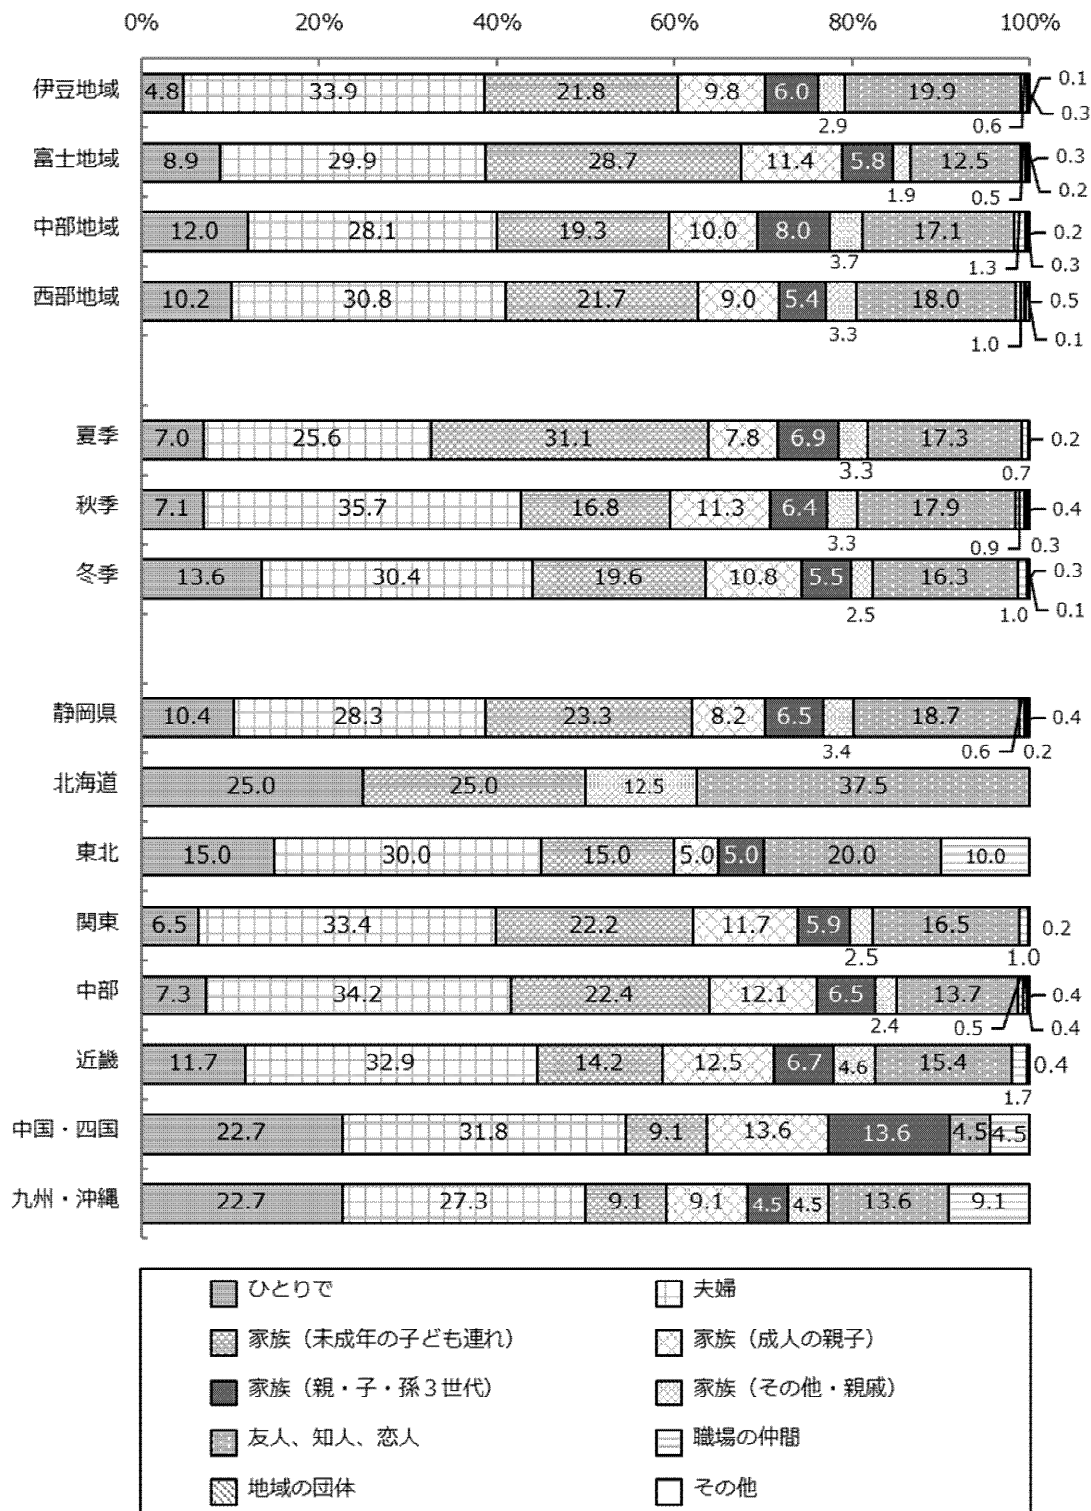 0% 20% 40% 60% 80% 100%
伊豆地域 4.8 33.9 21.8 9.8 6.0 2.9 19.9 0.6 0.1 0.3
富士地域 8.9 29.9 28.7 11.4 5.8 1.9 12.5 0.5 0.3 0.2
中部地域 12.0 28.1 19.3 10.0 8.0 3.7 17.1 1.3 0.2 0.3
西部地域 10.2 30.8 21.7 9.0 5.4 3.3 18.0 1.0 0.5 0.1
夏季 7.0 25.6 31.1 7.8 6.9 3.3 17.3 0.7 0.2
秋季 7.1 35.7 16.8 11.3 6.4 3.3 17.9 0.9 0.4 0.3
冬季 13.6 30.4 19.6 10.8 5.5 2.5 16.3 1.0 0.3 0.1
静岡県 10.4 28.3 23.3 8.2 6.5 3.4 18.7 0.6 0.4 0.2
北海道 25.0 25.0 12.5 37.5
東北 15.0 30.0 15.0 5.0 5.0 20.0 10.0
関東 6.5 33.4 22.2 11.7 5.9 2.5 16.5 1.0 0.2
中部 7.3 34.2 22.4 12.1 6.5 2.4 13.7 0.5 0.4 0.4
近畿 11.7 32.9 14.2 12.5 6.7 4.6 15.4 1.7 0.4
中国・四国 22.7 31.8 9.1 13.6 13.6 4.5 4.5
九州・沖縄 22.7 27.3 9.1 9.1 4.5 4.5 13.6 9.1
ひとりで 夫婦
家族（未成年の子ども連れ） 家族（成人の親子）
家族（親・子・孫３世代） 家族（その他・親戚）
友人、知人、恋人 職場の仲間
地域の団体 その他